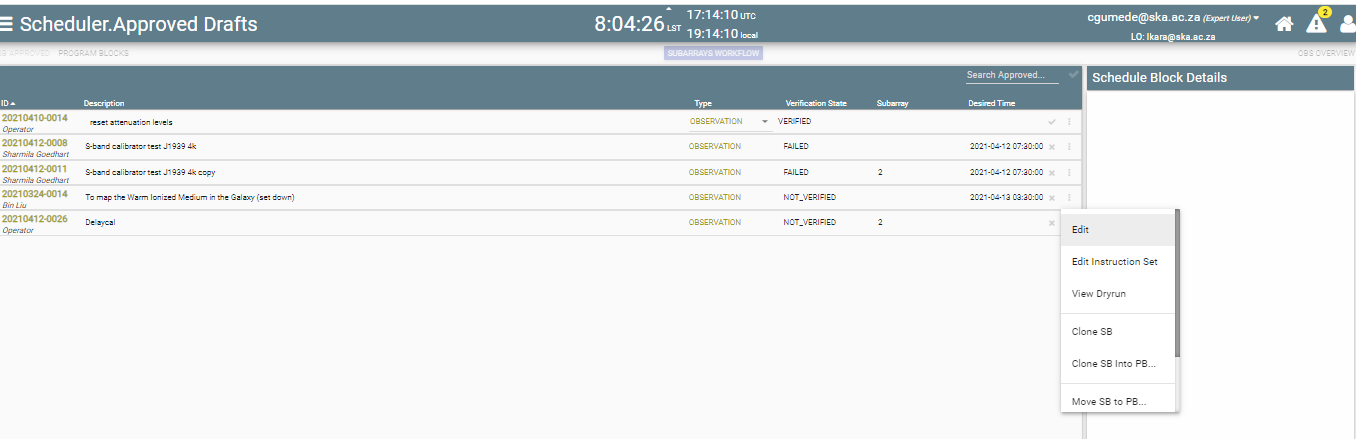 Scheduler.Approved Drafts
8:04:26 LST
17:14:10 UTC
19:14:10 local
cgumede@ska.ac.za (Expert User)
LO: lkara@ska.ac.za
2
APPROVED PROGRAM BLOCKS
SUBARRAYS WORKFLOW
OBS OVERVIEW
Search Approved...
Schedule Block Details
ID Description Type Verification State Subarray Desired Time
20210410-0014 reset attenuation levels OBSERVATION VERIFIED
Operator
20210412-0008 S-band calibrator test J1939 4k OBSERVATION FAILED 2021-04-12 07:30:00
Sharmila Goedhart
20210412-0011 S-band calibrator test J1939 4k copy OBSERVATION FAILED 2 2021-04-12 07:30:00
Sharmila Goedhart
20210324-0014 To map the Warm Ionized Medium in the Galaxy (set down) OBSERVATION NOT_VERIFIED 2021-04-13 03:30:00
Bin Liu
20210412-0026 Delaycal OBSERVATION NOT_VERIFIED 2
Operator
Edit
Edit Instruction Set
View Dryrun
Clone SB
Clone SB Into PB...
Move SB to PB...